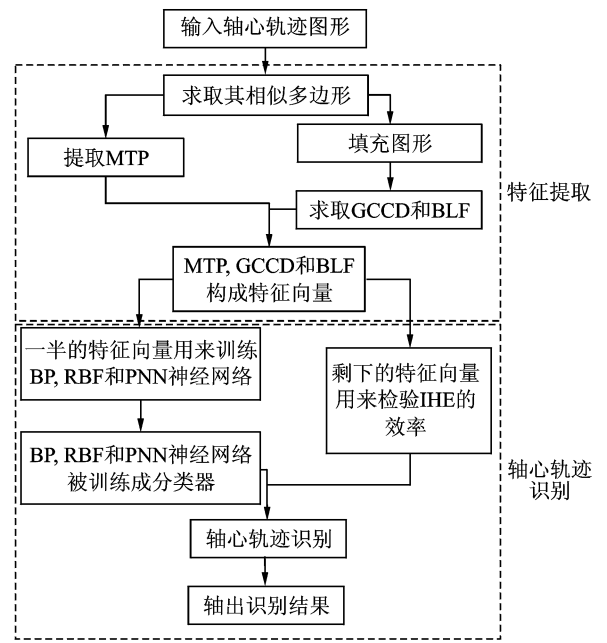 输入轴心轨迹图形
求取其相似多边形
提取MTP
填充图形
特征提取
求取GCCD和BLF
MTP, GCCD和BLF
构成特征向量
一半的特征向量用来训练
BP, RBF和PNN神经网络
剩下的特征向量
用来检验IHE的
效率
BP, RBF和PNN神经网络
被训练成分类器
轴心轨迹
识别
轴心轨迹识别
轴出识别结果